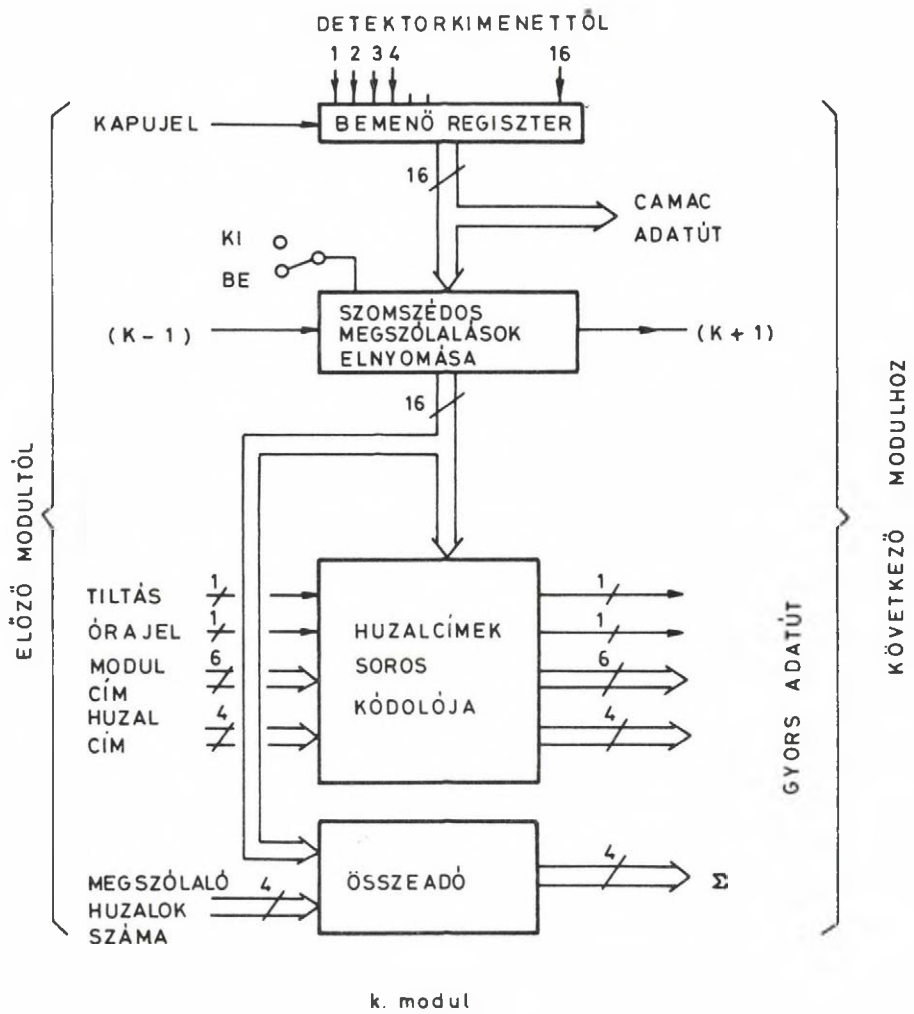 DETEKTORKIMENETTŐL
1 2 3 4 16
KAPUJEL
BEMENŐ REGISZTER
16
CAMAC
ADATÚT
KI
BE
(K-1)
SZOMSZÉDOS
MEGSZÓLALÁSOK
ELNYOMÁSA
(K+1)
16
ELŐZŐ MODULTÓL
KÖVETKEZŐ MODULHOZ
TILTÁS
1
ÓRAJEL
1
MODUL
CÍM
6
HUZAL
CÍM
4
HUZALCÍMEK
SOROS
KÓDOLÓJA
1
1
6
4
GYORS ADATÚT
MEGSZÓLALÓ
HUZALOK
SZÁMA
4
ÖSSZEADÓ
4
Σ
k. modul